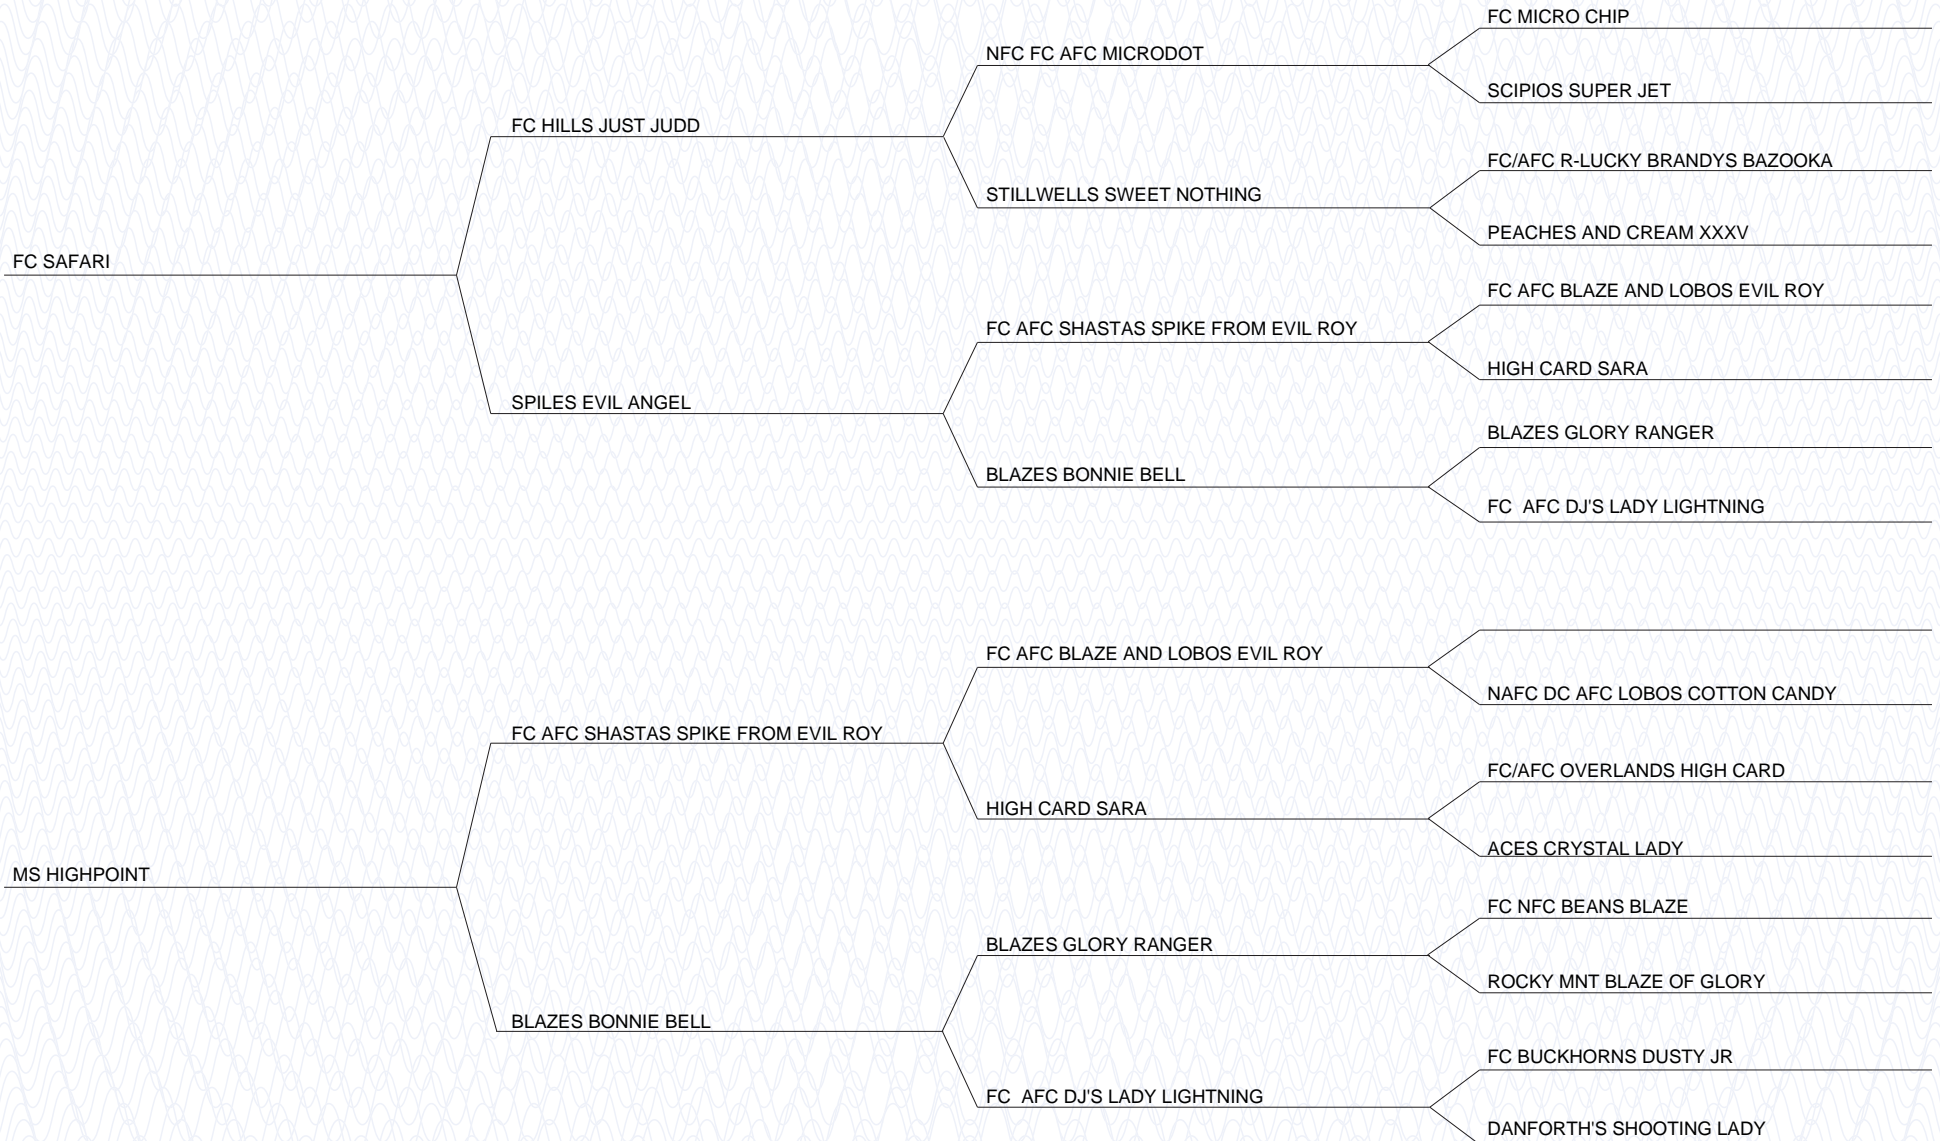 FC MICRO CHIP
NFC FC AFC MICRODOT
SCIPIOS SUPER JET
FC HILLS JUST JUDD
FC/AFC R-LUCKY BRANDYS BAZOOKA
STILLWELLS SWEET NOTHING
PEACHES AND CREAM XXXV
FC SAFARI
FC AFC BLAZE AND LOBOS EVIL ROY
FC AFC SHASTAS SPIKE FROM EVIL ROY
HIGH CARD SARA
SPILES EVIL ANGEL
BLAZES GLORY RANGER
BLAZES BONNIE BELL
FC  AFC DJ'S LADY LIGHTNING
FC AFC BLAZE AND LOBOS EVIL ROY
NAFC DC AFC LOBOS COTTON CANDY
FC AFC SHASTAS SPIKE FROM EVIL ROY
FC/AFC OVERLANDS HIGH CARD
HIGH CARD SARA
ACES CRYSTAL LADY
MS HIGHPOINT
FC NFC BEANS BLAZE
BLAZES GLORY RANGER
ROCKY MNT BLAZE OF GLORY
BLAZES BONNIE BELL
FC BUCKHORNS DUSTY JR
FC  AFC DJ'S LADY LIGHTNING
DANFORTH'S SHOOTING LADY